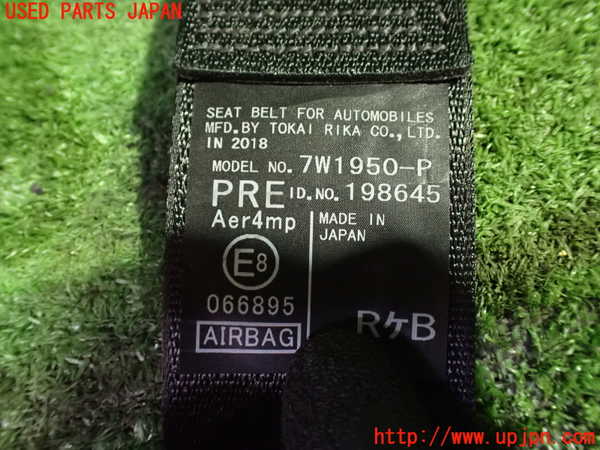 USED PARTS JAPAN
SEAT BELT FOR AUTOMOBILES
MFD.BY TOKAI RIKA CO.,LTD.
IN 2018
MODEL NO. 7W1950-P
PRE ID.NO. 198645
Aer4mp
MADE IN
JAPAN
E8
066895
AIRBAG
RケB
http://www.upjpn.com/